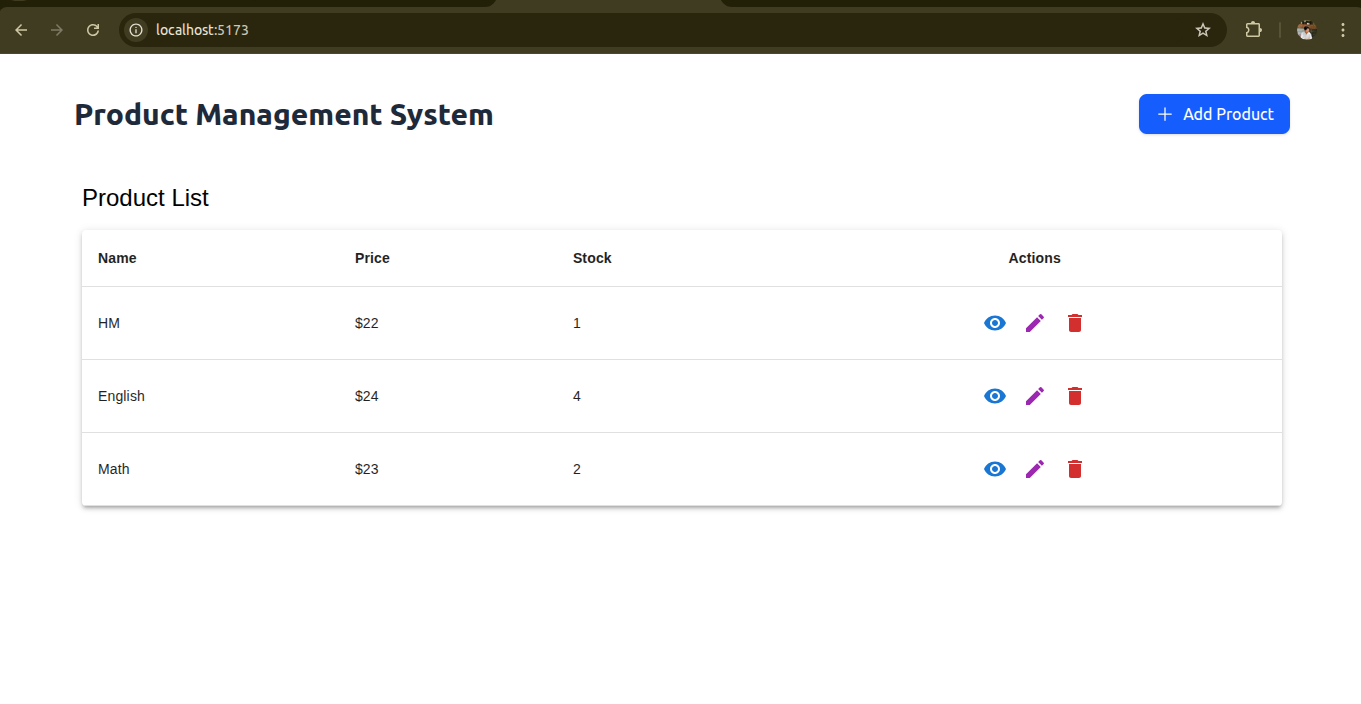 localhost:5173
Product Management System
Add Product
Product List
Name Price Stock Actions
HM $22 1
English $24 4
Math $23 2